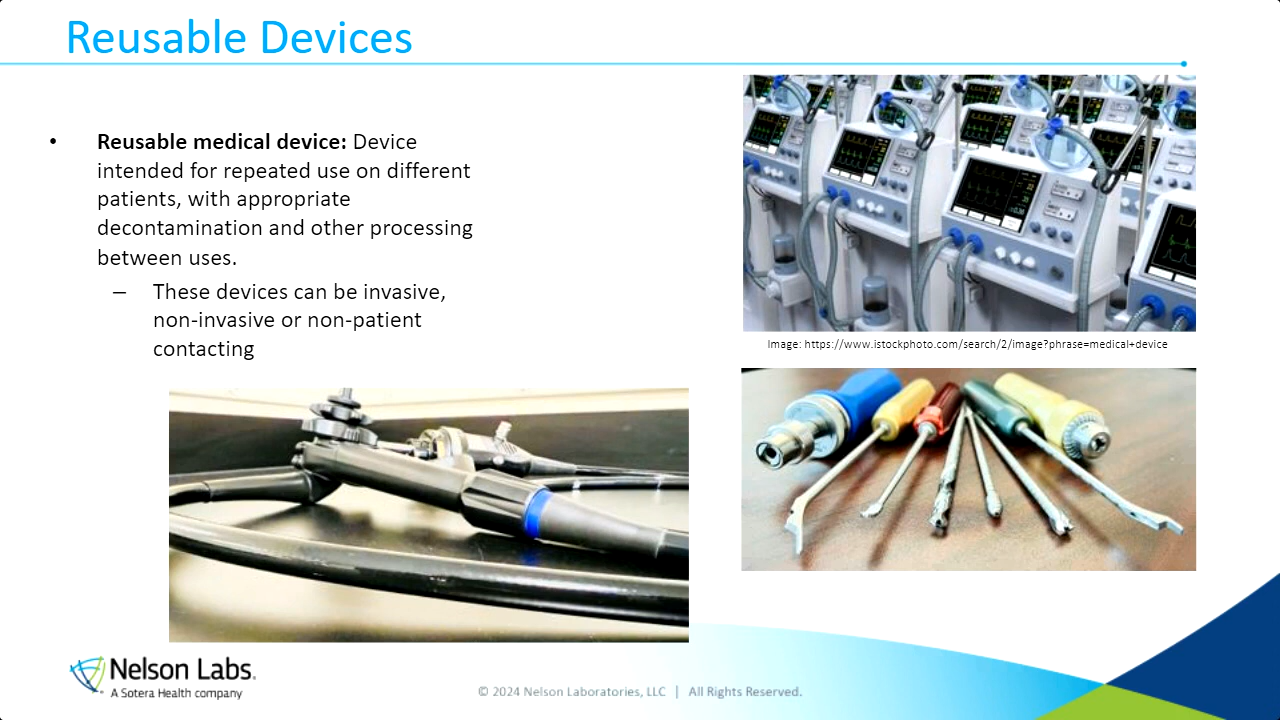 Reusable Devices
• Reusable medical device: Device
intended for repeated use on different
patients, with appropriate
decontamination and other processing
between uses.
– These devices can be invasive,
non-invasive or non-patient
contacting
Image: https://www.istockphoto.com/search/2/image?phrase=medical+device
Nelson Labs.
A Sotera Health company
© 2024 Nelson Laboratories, LLC | All Rights Reserved.